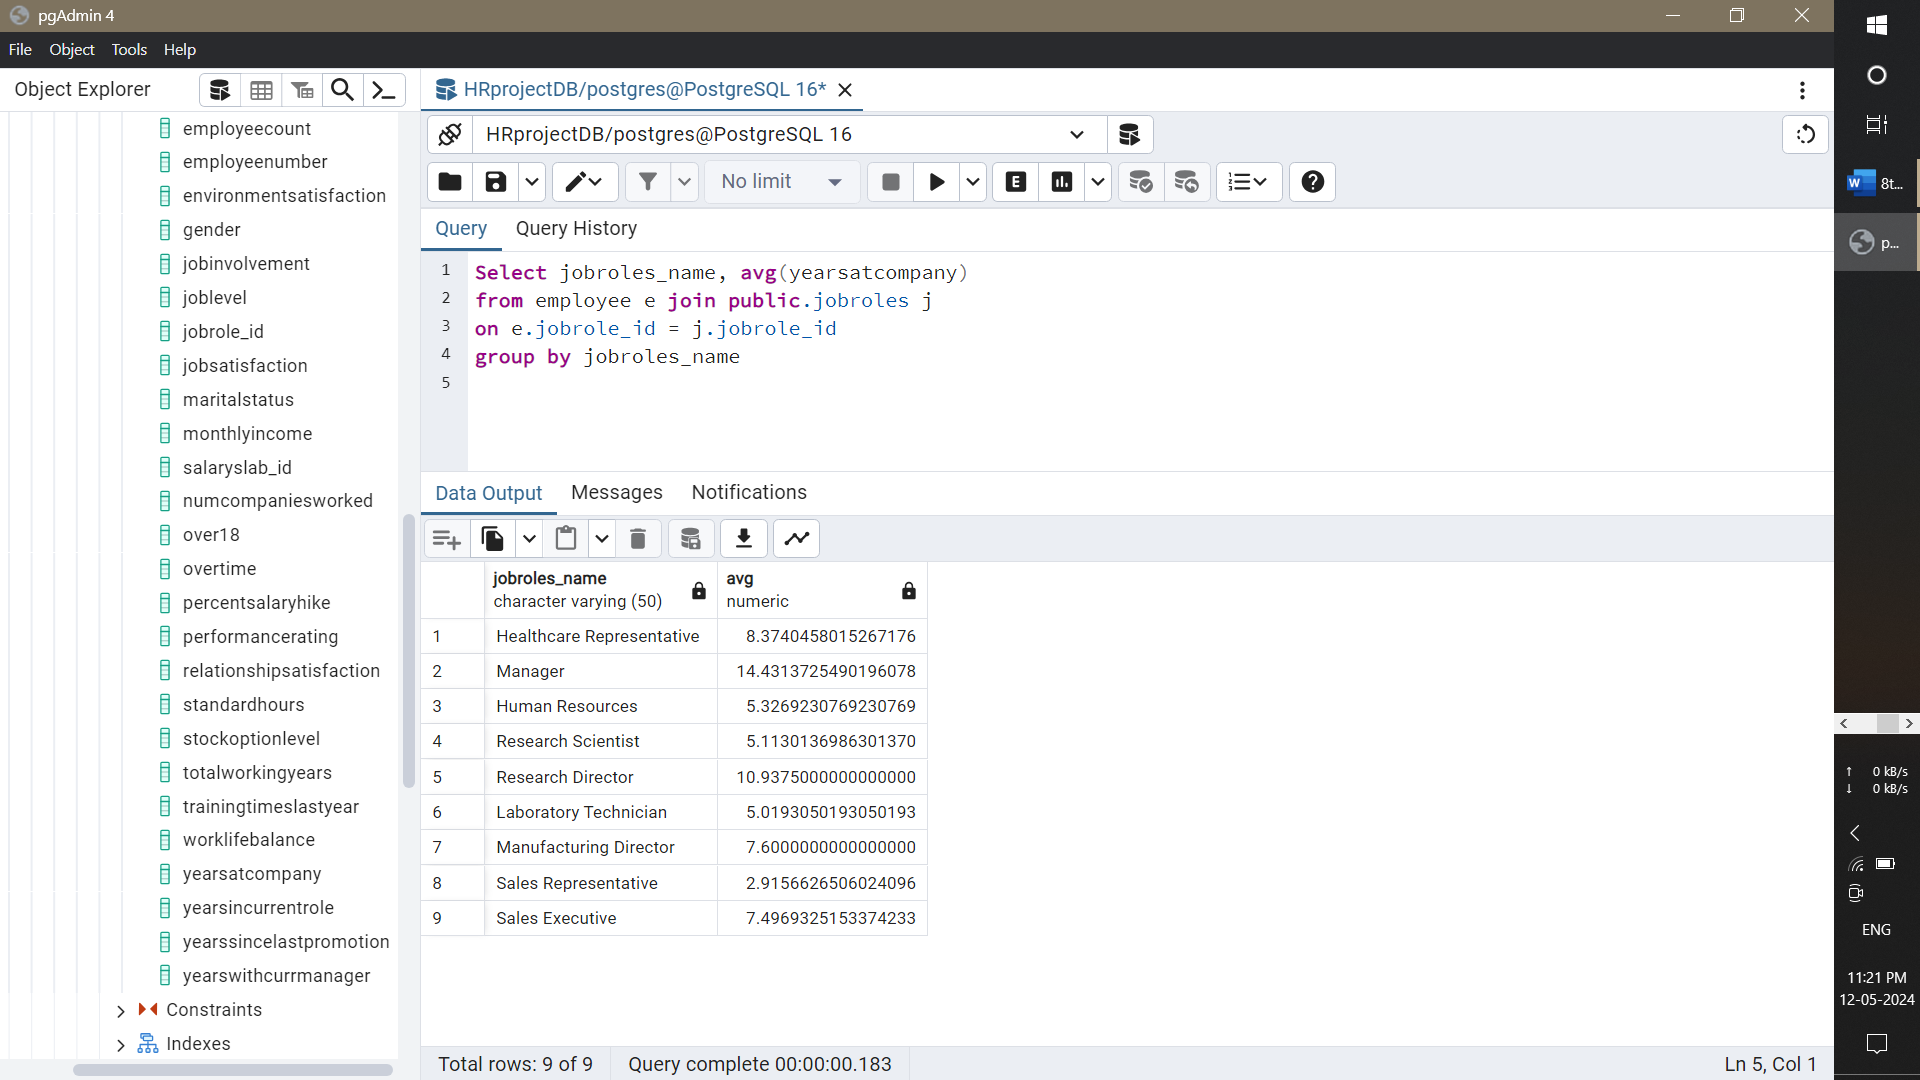 pgAdmin 4
File Object Tools Help
Object Explorer
employeecount
employeenumber
environmentsatisfaction
gender
jobinvolvement
joblevel
jobrole_id
jobsatisfaction
maritalstatus
monthlyincome
salaryslab_id
numcompaniesworked
over18
overtime
percentsalaryhike
performancerating
relationshipsatisfaction
standardhours
stockoptionlevel
totalworkingyears
trainingtimeslastyear
worklifebalance
yearsatcompany
yearsincurrentrole
yearssincelastpromotion
yearswithcurrmanager
Constraints
Indexes
HRprojectDB/postgres@PostgreSQL 16*
HRprojectDB/postgres@PostgreSQL 16
No limit
E
Query Query History
1 Select jobroles_name, avg(yearsatcompany)
2 from employee e join public.jobroles j
3 on e.jobrole_id = j.jobrole_id
4 group by jobroles_name
5
Data Output Messages Notifications
jobroles_name avg
character varying (50) numeric
1 Healthcare Representative 8.3740458015267176
2 Manager 14.4313725490196078
3 Human Resources 5.3269230769230769
4 Research Scientist 5.1130136986301370
5 Research Director 10.9375000000000000
6 Laboratory Technician 5.0193050193050193
7 Manufacturing Director 7.6000000000000000
8 Sales Representative 2.9156626506024096
9 Sales Executive 7.4969325153374233
Total rows: 9 of 9 Query complete 00:00:00.183 Ln 5, Col 1
W 8t...
p...
↑ 0 kB/s
↓ 0 kB/s
ENG
11:21 PM
12-05-2024